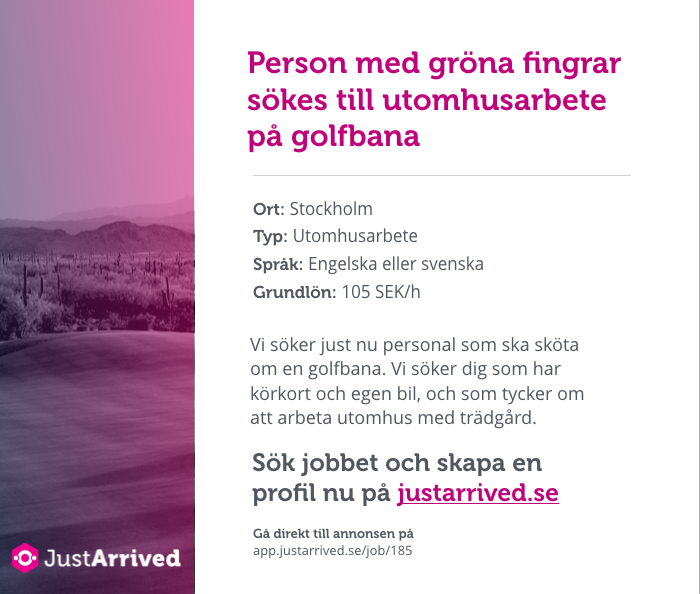 Person med gröna fingrar
sökes till utomhusarbete
på golfbana
Ort: Stockholm
Typ: Utomhusarbete
Språk: Engelska eller svenska
Grundlön: 105 SEK/h
Vi söker just nu personal som ska sköta
om en golfbana. Vi söker dig som har
körkort och egen bil, och som tycker om
att arbeta utomhus med trädgård.
Sök jobbet och skapa en
profil nu på justarrived.se
Gå direkt till annonsen på
app.justarrived.se/job/185
JustArrived